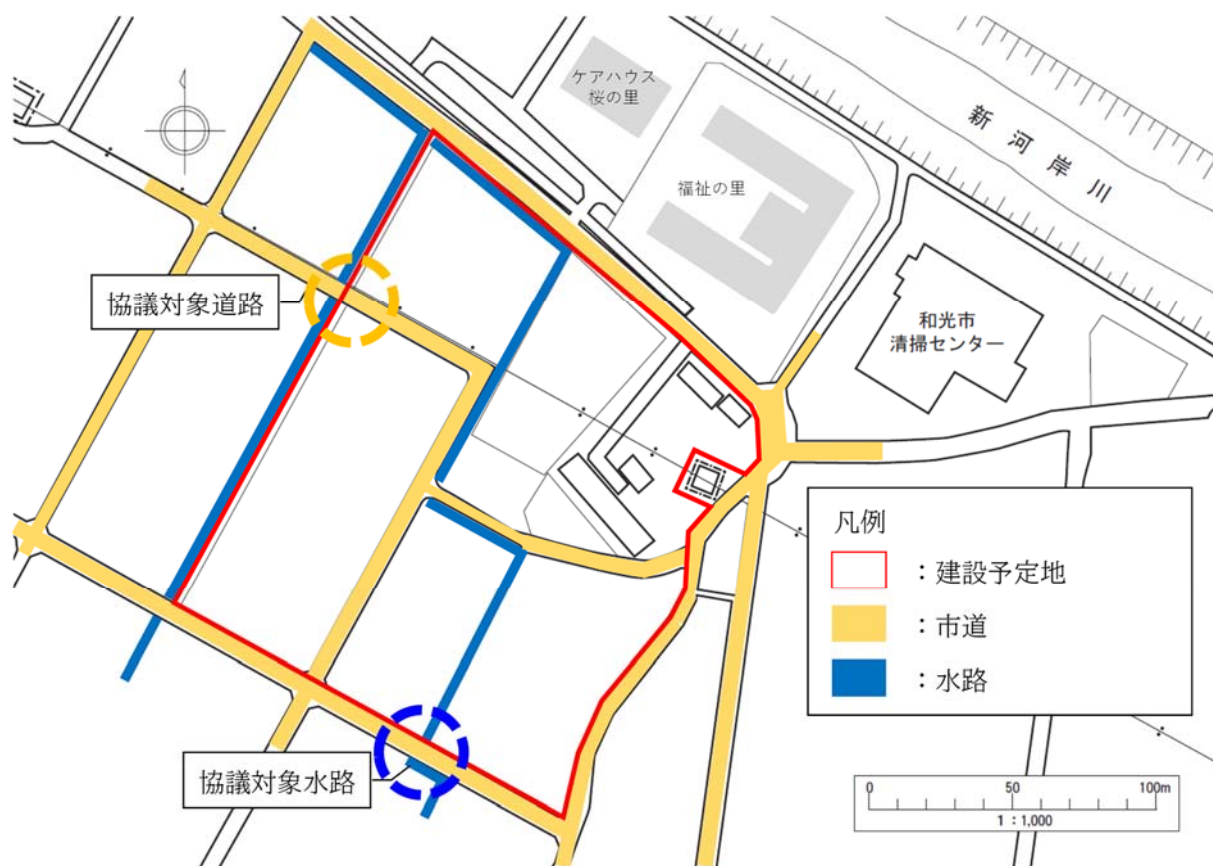 ケアハウス
桜の里
新河岸川
福祉の里
協議対象道路
和光市
清掃センター
凡例
：建設予定地
：市道
：水路
協議対象水路
0 50 100m
1：1,000